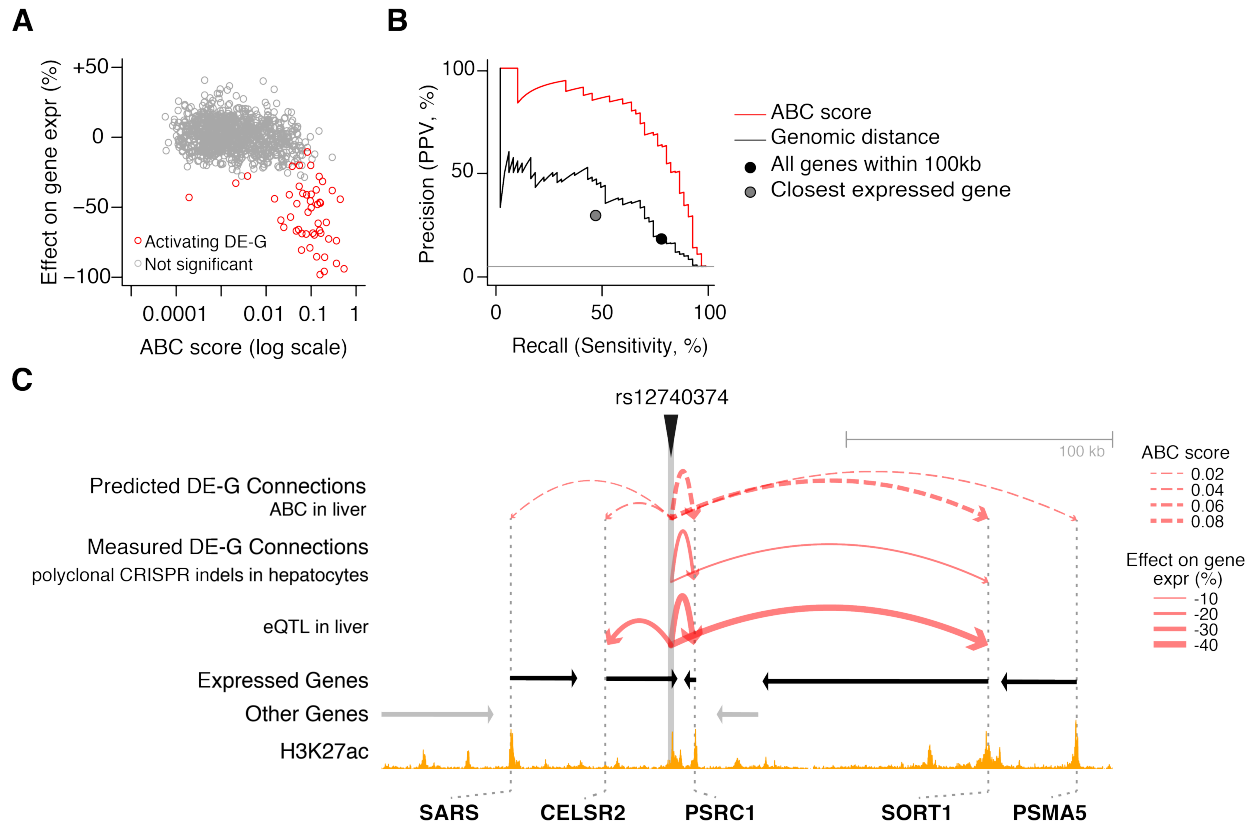 A
Effect on gene expr (%)
+50
0
−50
−100
Activating DE-G
Not significant
0.0001
0.01
0.1
1
ABC score (log scale)
B
Precision (PPV, %)
100
50
0
0
50
100
Recall (Sensitivity, %)
ABC score
Genomic distance
All genes within 100kb
Closest expressed gene
C
rs12740374
100 kb
Predicted DE-G Connections
ABC in liver
Measured DE-G Connections
polyclonal CRISPR indels in hepatocytes
eQTL in liver
Expressed Genes
Other Genes
H3K27ac
ABC score
0.02
0.04
0.06
0.08
Effect on gene
expr (%)
-10
-20
-30
-40
SARS CELSR2 PSRC1 SORT1 PSMA5